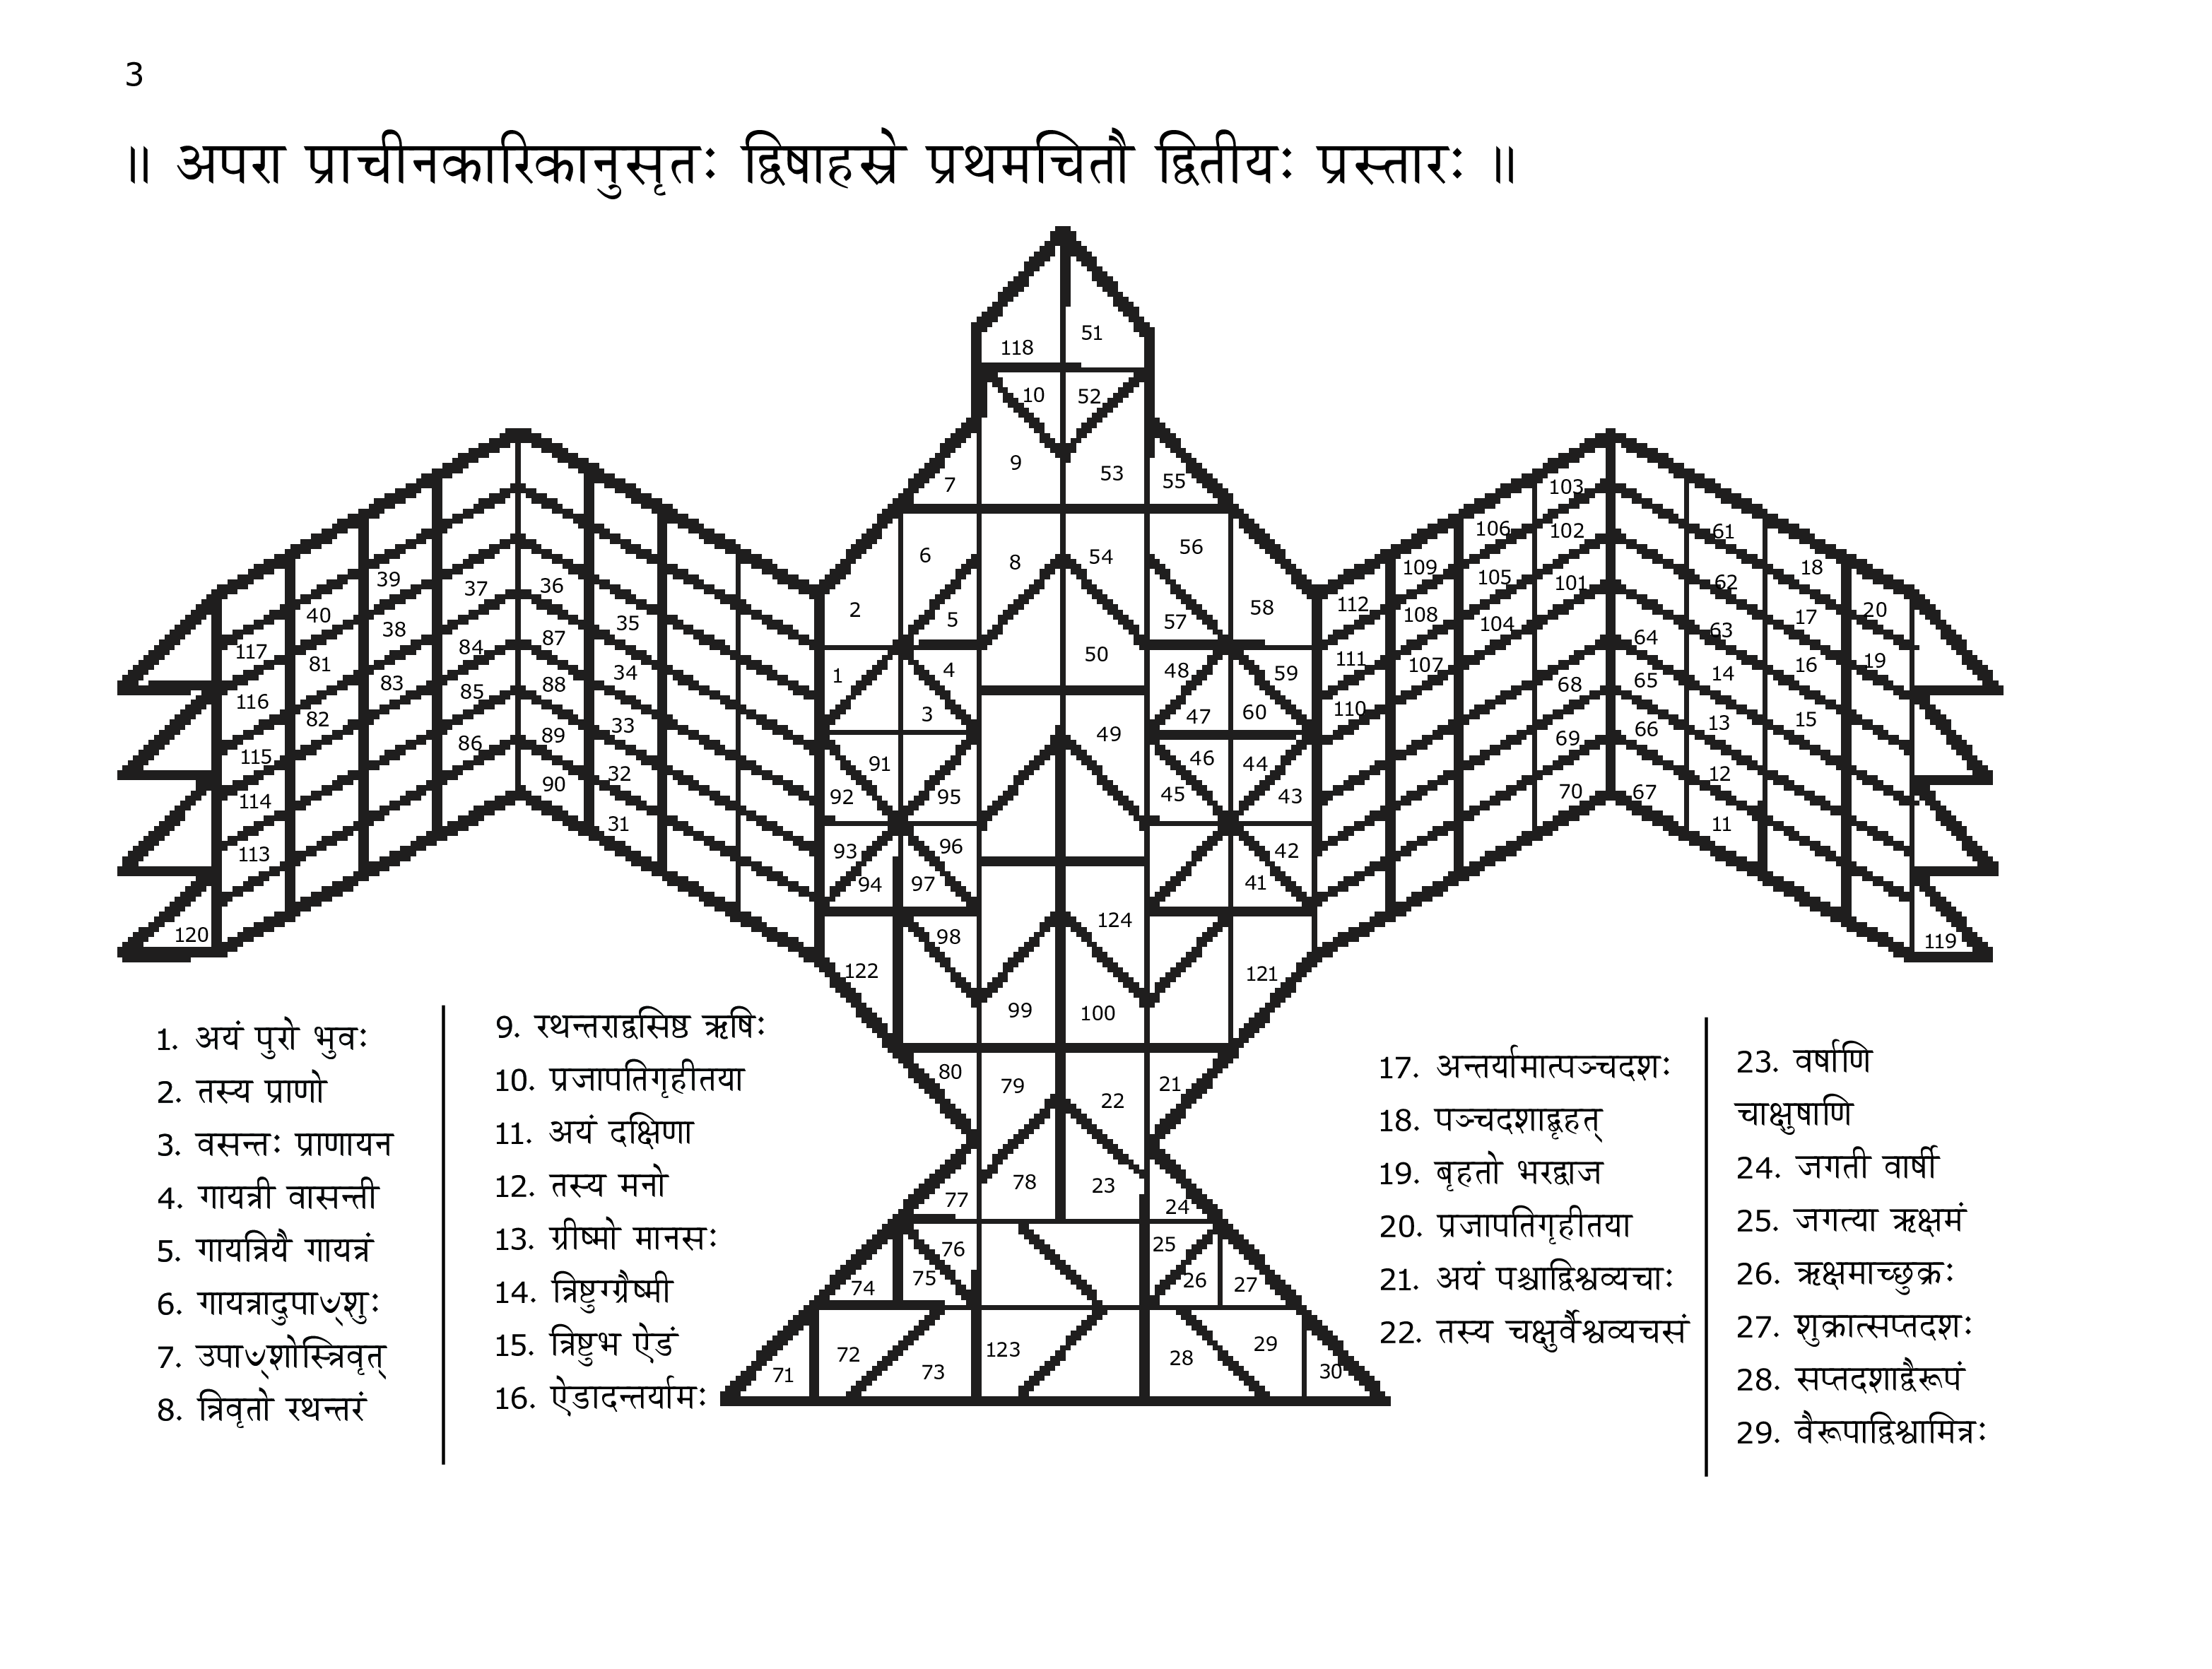 3
॥ अपरा प्राचीनकारिकानुसृतः द्विषाहस्रे प्रथमचितौ द्वितीयः प्रस्तारः ॥
118 51
10 52
9 53
7 55
103
106 102 61
6 8 54 56
109 105 101 62 18
39 37 36
40 38 35 2 5 57 58 112 108 104 63 17 20
117 81 84 87 34 1 4 50 48 59 111 107 64 14 16 19
116 83 85 88 3 47 60 110 68 65 13 15
82 33
115 86 89 32 91 49 46 44 69 66 12
114 90 92 95 45 43 70 67
113 31 93 96 42 11
94 97 41
120 98 124 119
122 121
99 100
80 79 22 21
77 78 23 24
76 25
74 75 26 27
72 123 28 29
71 73 30
1. अयं पुरो भुवः
2. तस्य प्राणो
3. वसन्तः प्राणायन
4. गायत्री वासन्ती
5. गायत्रियै गायत्रं
6. गायत्रादुपाꣳशुः
7. उपाꣳशोस्त्रिवृत्
8. त्रिवृतो रथन्तरं
9. रथन्तराद्वसिष्ठ ऋषिः
10. प्रजापतिगृहीतया
11. अयं दक्षिणा
12. तस्य मनो
13. ग्रीष्मो मानसः
14. त्रिष्टुग्ग्रैष्मी
15. त्रिष्टुभ ऐडं
16. ऐडादन्तर्यामः
17. अन्तर्यामात्पञ्चदशः
18. पञ्चदशाद्बृहत्
19. बृहतो भरद्वाज
20. प्रजापतिगृहीतया
21. अयं पश्चाद्विश्वव्यचाः
22. तस्य चक्षुर्वैश्वव्यचसं
23. वर्षाणि
चाक्षुषाणि
24. जगती वार्षी
25. जगत्या ऋक्षमं
26. ऋक्षमाच्छुक्रः
27. शुक्रात्सप्तदशः
28. सप्तदशाद्वैरूपं
29. वैरूपाद्विश्वामित्रः